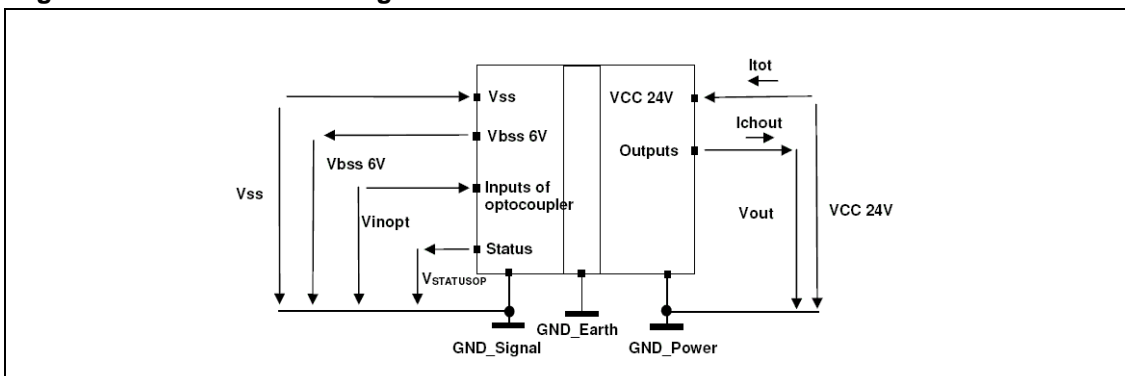 Itot
Vss
VCC 24V
Ichout
Vbss 6V
Outputs
Vbss 6V
Vss
Inputs of
optocoupler
Vinopt
Vout
VCC 24V
Status
VSTATUSOP
GND_Earth
GND_Signal
GND_Power